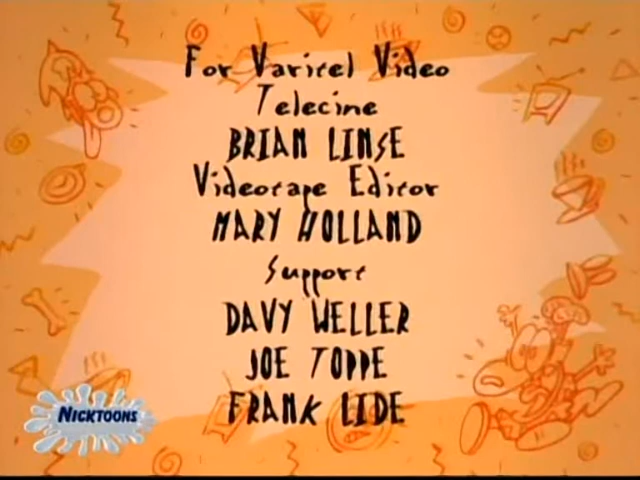 For Varitel Video
Telecine
BRIAN LINSE
Videotape Editor
MARY HOLLAND
Support
DAVY WELLER
JOE TOPPE
FRANK LIDE
NICKTOONS